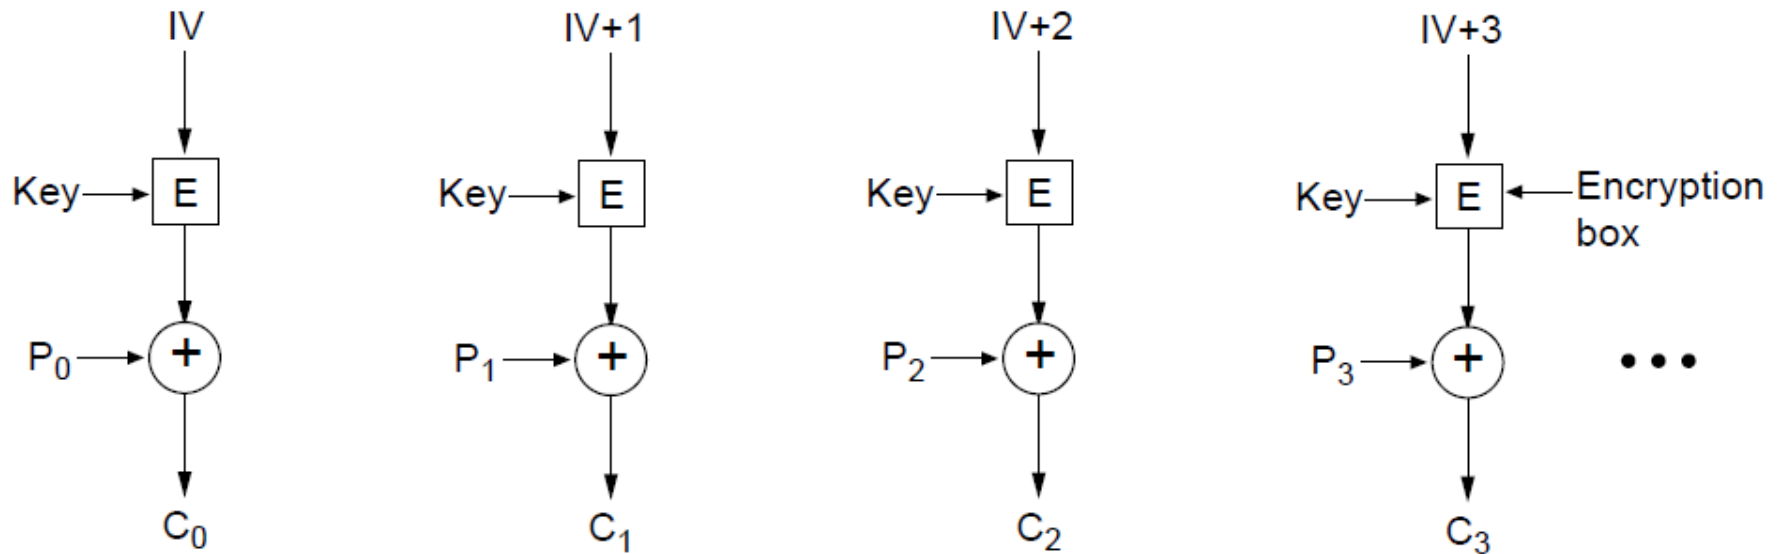 IV
IV+1
IV+2
IV+3
Key
E
Key
E
Key
E
Key
E
Encryption
box
P0
+
P1
+
P2
+
P3
+
•••
C0
C1
C2
C3